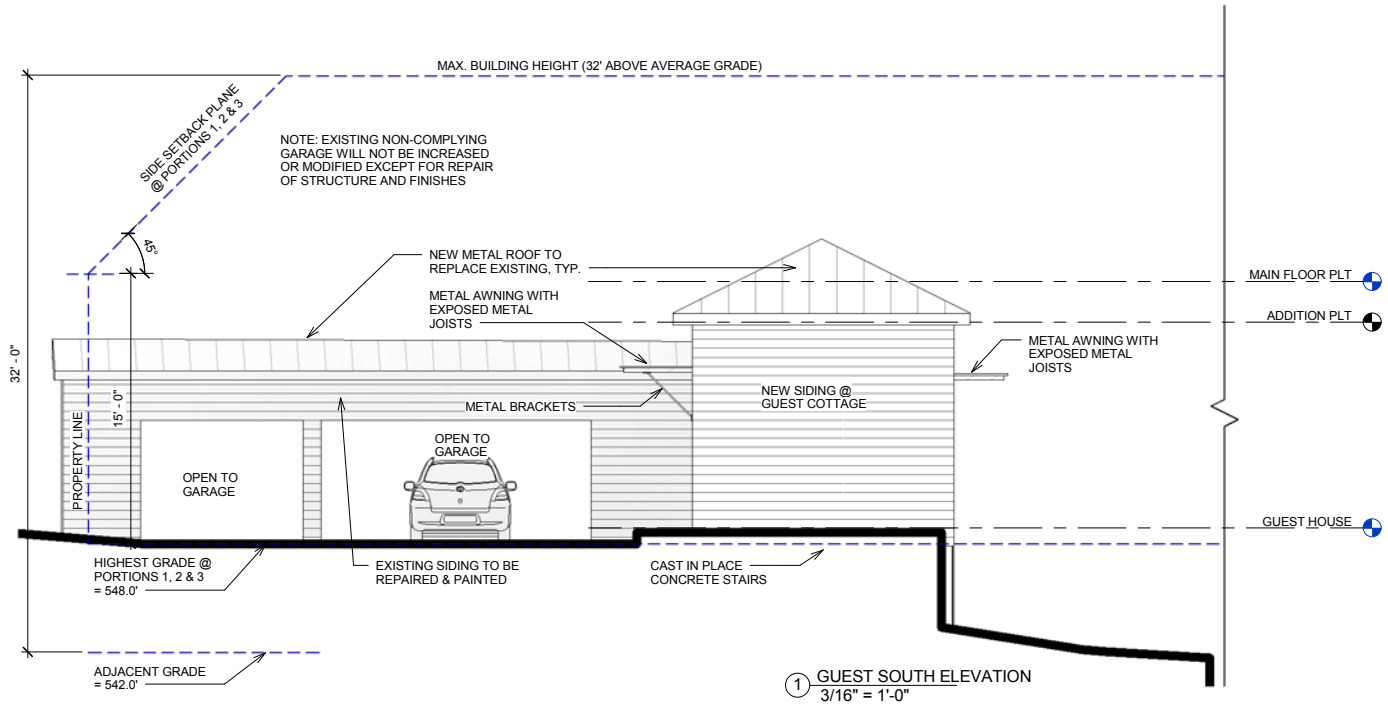 MAX. BUILDING HEIGHT (32' ABOVE AVERAGE GRADE)
SIDE SETBACK PLANE
@ PORTIONS 1, 2 & 3
NOTE: EXISTING NON-COMPLYING
GARAGE WILL NOT BE INCREASED
OR MODIFIED EXCEPT FOR REPAIR
OF STRUCTURE AND FINISHES
45°
NEW METAL ROOF TO
REPLACE EXISTING, TYP.
METAL AWNING WITH
EXPOSED METAL
JOISTS
MAIN FLOOR PLT
ADDITION PLT
METAL AWNING WITH
EXPOSED METAL
JOISTS
32' - 0"
15' - 0"
PROPERTY LINE
METAL BRACKETS
NEW SIDING @
GUEST COTTAGE
OPEN TO
GARAGE
OPEN TO
GARAGE
GUEST HOUSE
HIGHEST GRADE @
PORTIONS 1, 2 & 3
= 548.0'
EXISTING SIDING TO BE
REPAIRED & PAINTED
CAST IN PLACE
CONCRETE STAIRS
ADJACENT GRADE
= 542.0'
1 GUEST SOUTH ELEVATION
3/16" = 1'-0"